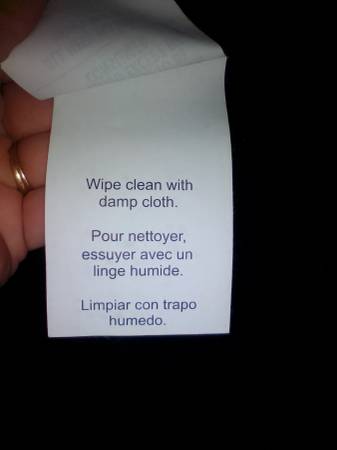 Wipe clean with
damp cloth.
Pour nettoyer,
essuyer avec un
linge humide.
Limpiar con trapo
humedo.